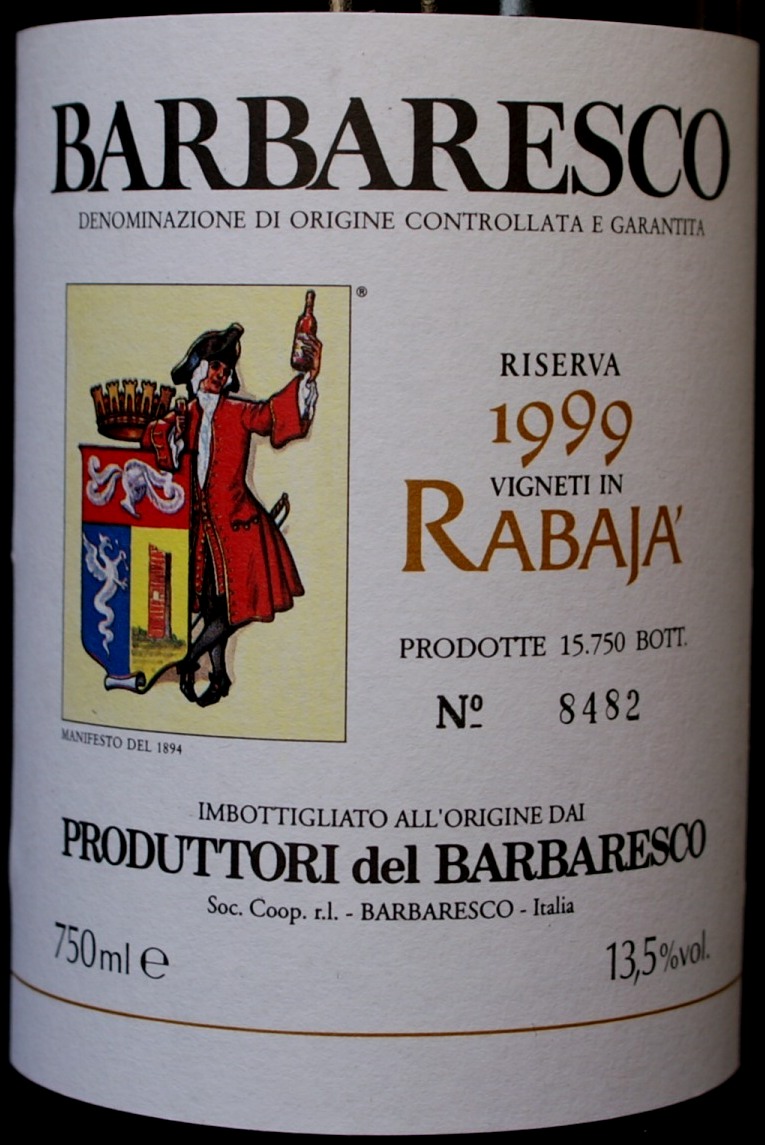 BARBARESCO
DENOMINAZIONE DI ORIGINE CONTROLLATA E GARANTITA
®
RISERVA
1999
VIGNETI IN
RABAJA'
PRODOTTE 15.750 BOTT.
Nº 8482
MANIFESTO DEL 1894
IMBOTTIGLIATO ALL'ORIGINE DAI
PRODUTTORI del BARBARESCO
Soc. Coop. r.l. - BARBARESCO - Italia
750ml e 13,5%vol.